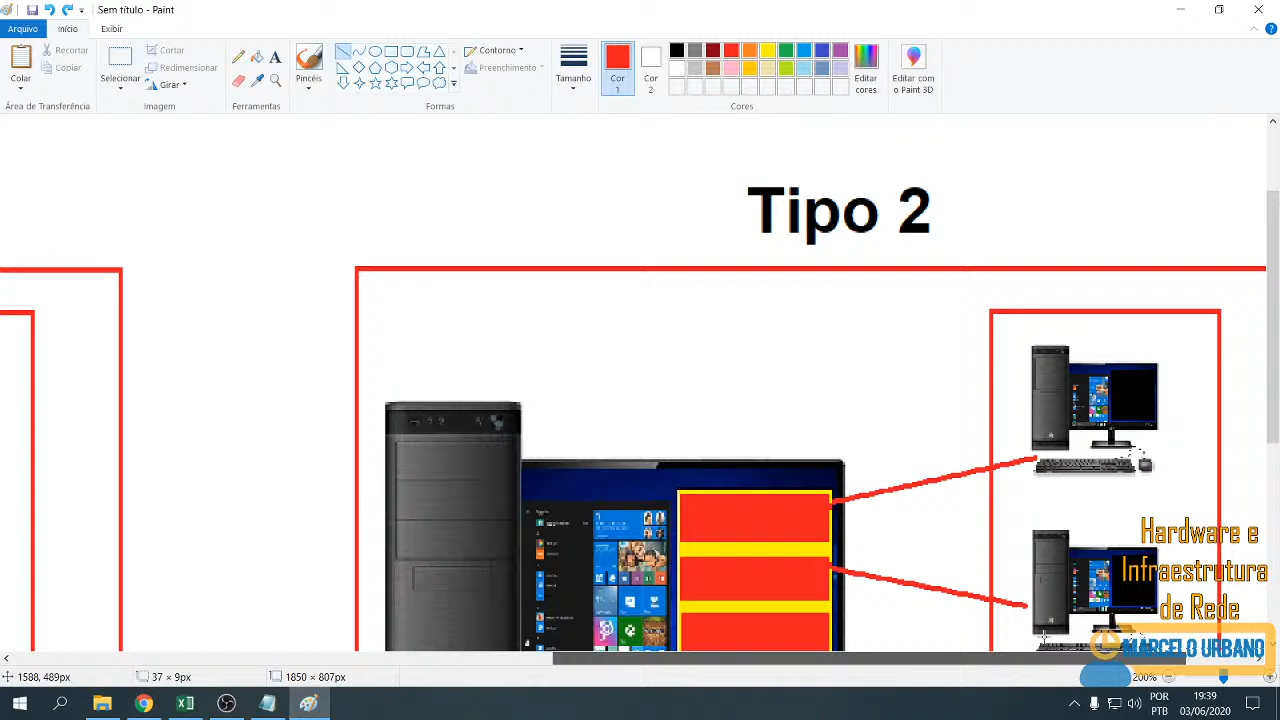 Sem título - Paint
Arquivo
Início
Exibir
Colar
Recortar
Copiar
Selecionar
Cortar
Redimensionar
Girar
Pincéis
Contorno
Preenchimento
Tamanho
Cor
1
Cor
2
Editar
cores
Editar com
o Paint 3D
Área de Transferência
Imagem
Ferramentas
Formas
Cores
Tipo 2
Hardware e
Infraestrutura
de Rede
MARCELO URBANO
1588, 489px
37 × 9px
1850 × 807px
200%
POR
PTB
19:39
03/06/2020